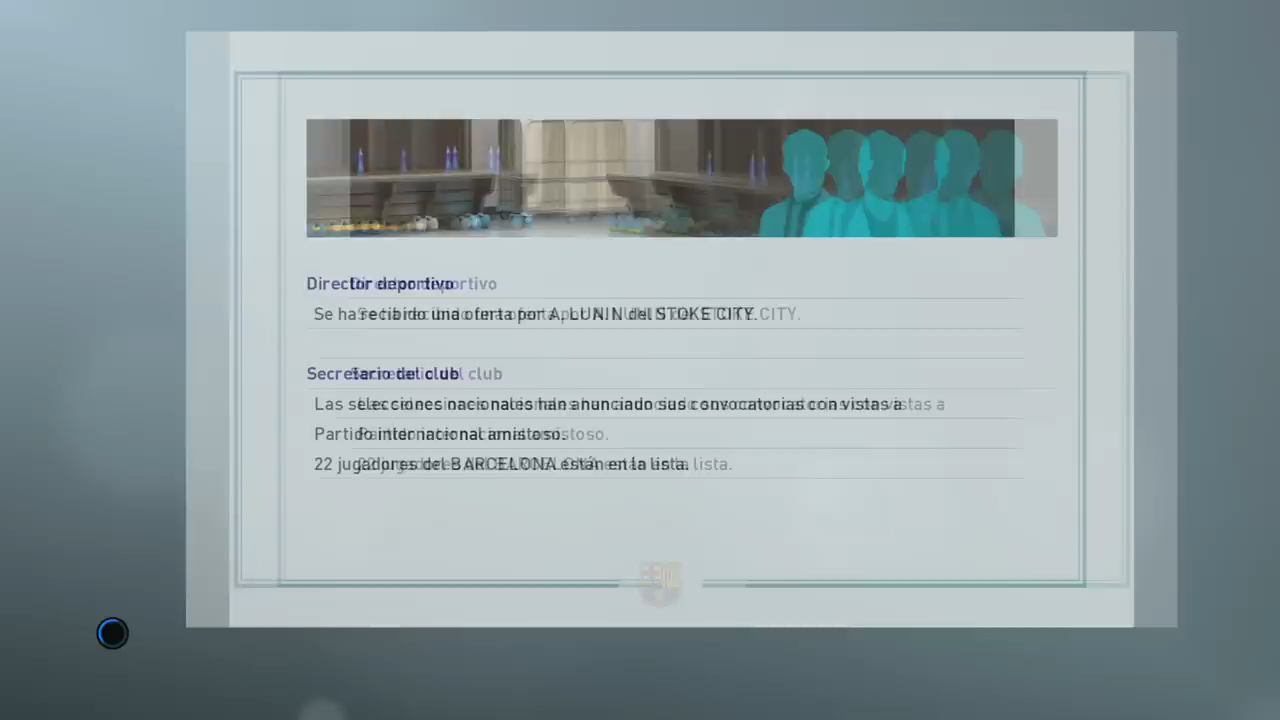 Director deportivo
Se ha recibido una oferta por A. LUNIN del STOKE CITY.
Secretario del club
Las selecciones nacionales han anunciado sus convocatorias con vistas a
Partido internacional amistoso.
22 jugadores del BARCELONA están en la lista.